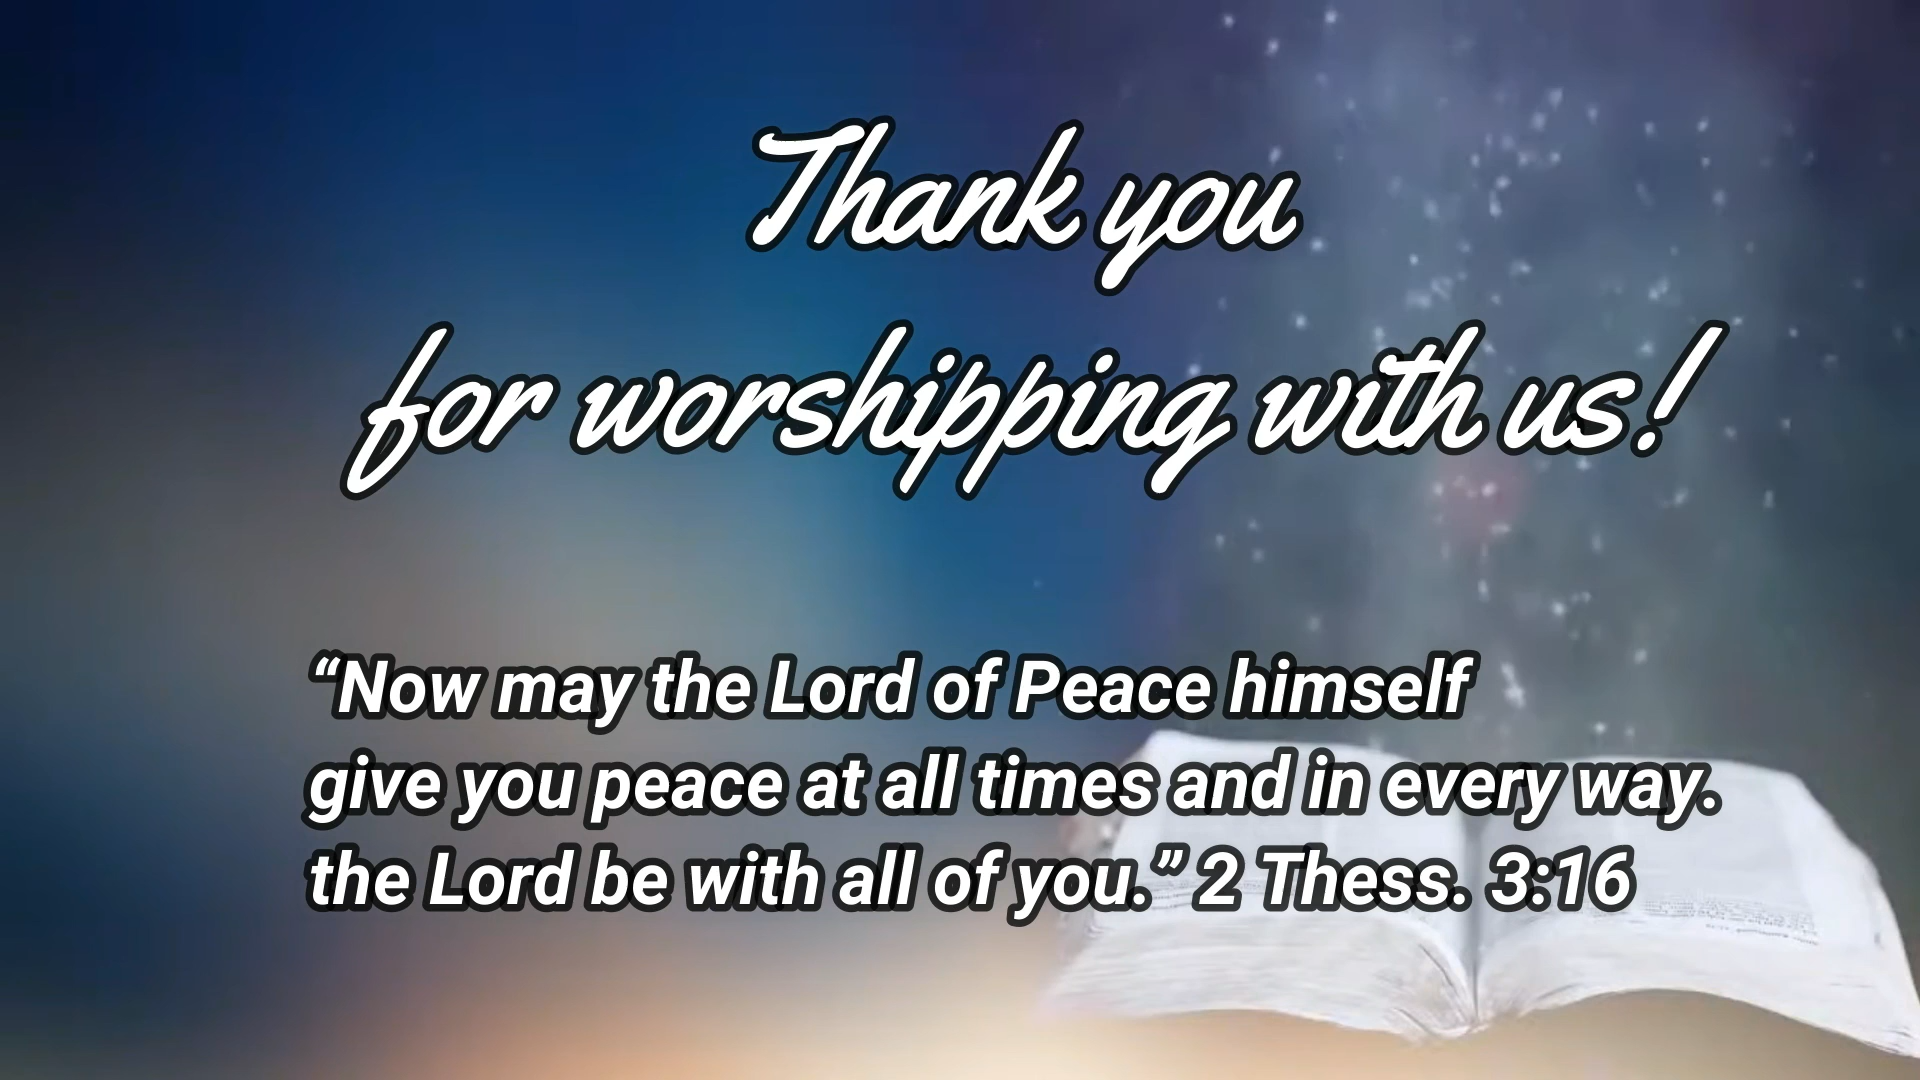 Thank you
for worshipping with us!
“Now may the Lord of Peace himself
give you peace at all times and in every way.
the Lord be with all of you.” 2 Thess. 3:16